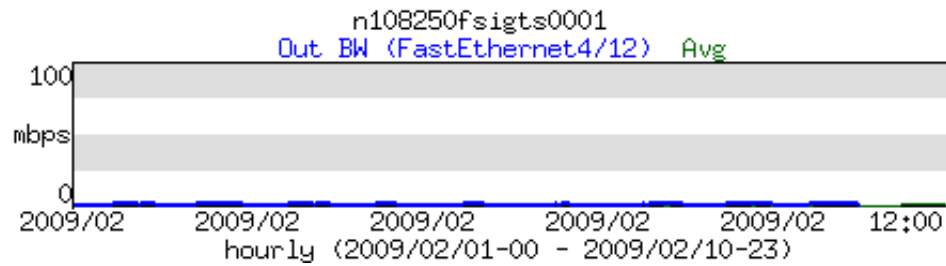 n108250fsigts0001
Out BW (FastEthernet4/12) Avg
100
mbps
0
2009/02 2009/02 2009/02 2009/02 2009/02 12:00
hourly (2009/02/01-00 - 2009/02/10-23)